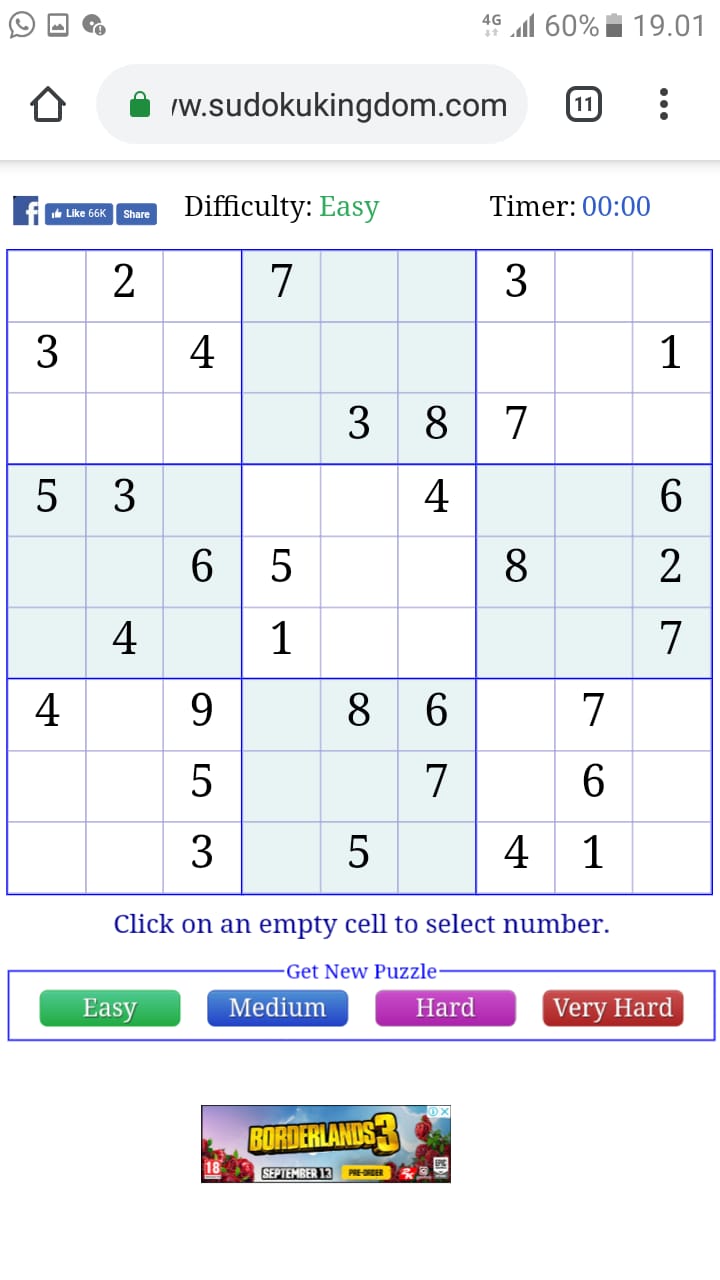 4G 60% 19.01
/w.sudokukingdom.com 11
f Like 66K Share Difficulty: Easy Timer: 00:00
2 7 3
3 4 1
3 8 7
5 3 4 6
6 5 8 2
4 1 7
4 9 8 6 7
5 7 6
3 5 4 1
Click on an empty cell to select number.
Get New Puzzle
Easy Medium Hard Very Hard
BORDERLANDS 3
18 SEPTEMBER 13 PRE-ORDER 2K EPIC